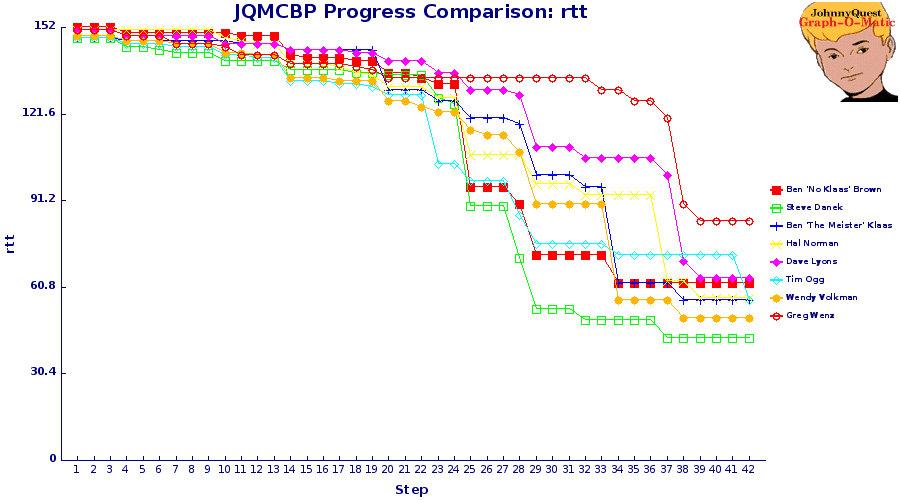 JQMCBP Progress Comparison: rtt
JohnnyQuest
Graph-O-Matic
152
121.6
91.2
60.8
30.4
0
rtt
1 2 3 4 5 6 7 8 9 10 11 12 13 14 15 16 17 18 19 20 21 22 23 24 25 26 27 28 29 30 31 32 33 34 35 36 37 38 39 40 41 42
Step
Ben 'No Klaas' Brown
Steve Danek
Ben 'The Meister' Klaas
Hal Norman
Dave Lyons
Tim Ogg
Wendy Volkman
Greg Wenz